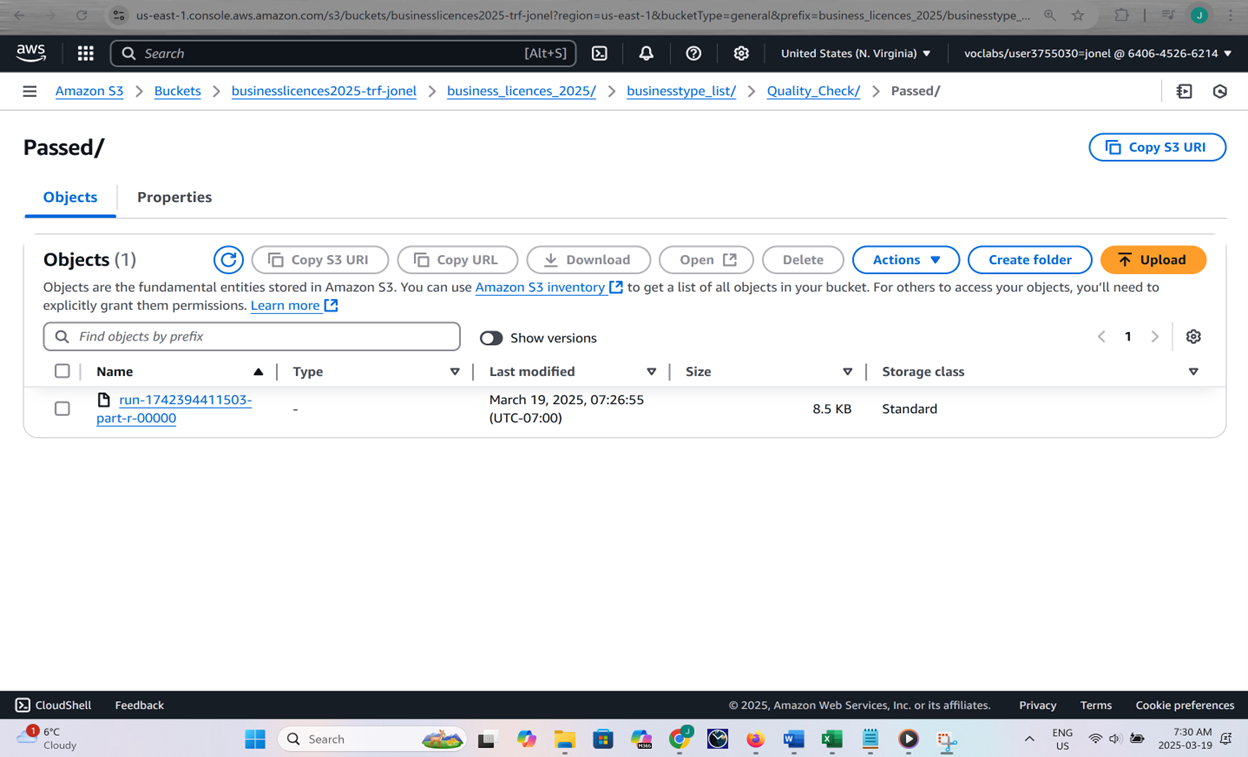 us-east-1.console.aws.amazon.com/s3/buckets/businesslicences2025-trf-jonel?region=us-east-1&bucketType=general&prefix=business_licences_2025/businesstype_...
J
aws
Search
[Alt+S]
United States (N. Virginia)
voclabs/user3755030=jonel @ 6406-4526-6214
Amazon S3
Buckets
businesslicences2025-trf-jonel
business_licences_2025/
businesstype_list/
Quality_Check/
Passed/
Passed/
Copy S3 URI
Objects
Properties
Objects (1)
Copy S3 URI
Copy URL
Download
Open
Delete
Actions
Create folder
Upload
Objects are the fundamental entities stored in Amazon S3. You can use Amazon S3 inventory to get a list of all objects in your bucket. For others to access your objects, you'll need to
explicitly grant them permissions. Learn more
Find objects by prefix
Show versions
1
Name
Type
Last modified
Size
Storage class
run-1742394411503-
part-r-00000
-
March 19, 2025, 07:26:55
(UTC-07:00)
8.5 KB
Standard
CloudShell
Feedback
© 2025, Amazon Web Services, Inc. or its affiliates.
Privacy
Terms
Cookie preferences
1
6°C
Cloudy
Search
M365
J
ENG
US
7:30 AM
2025-03-19